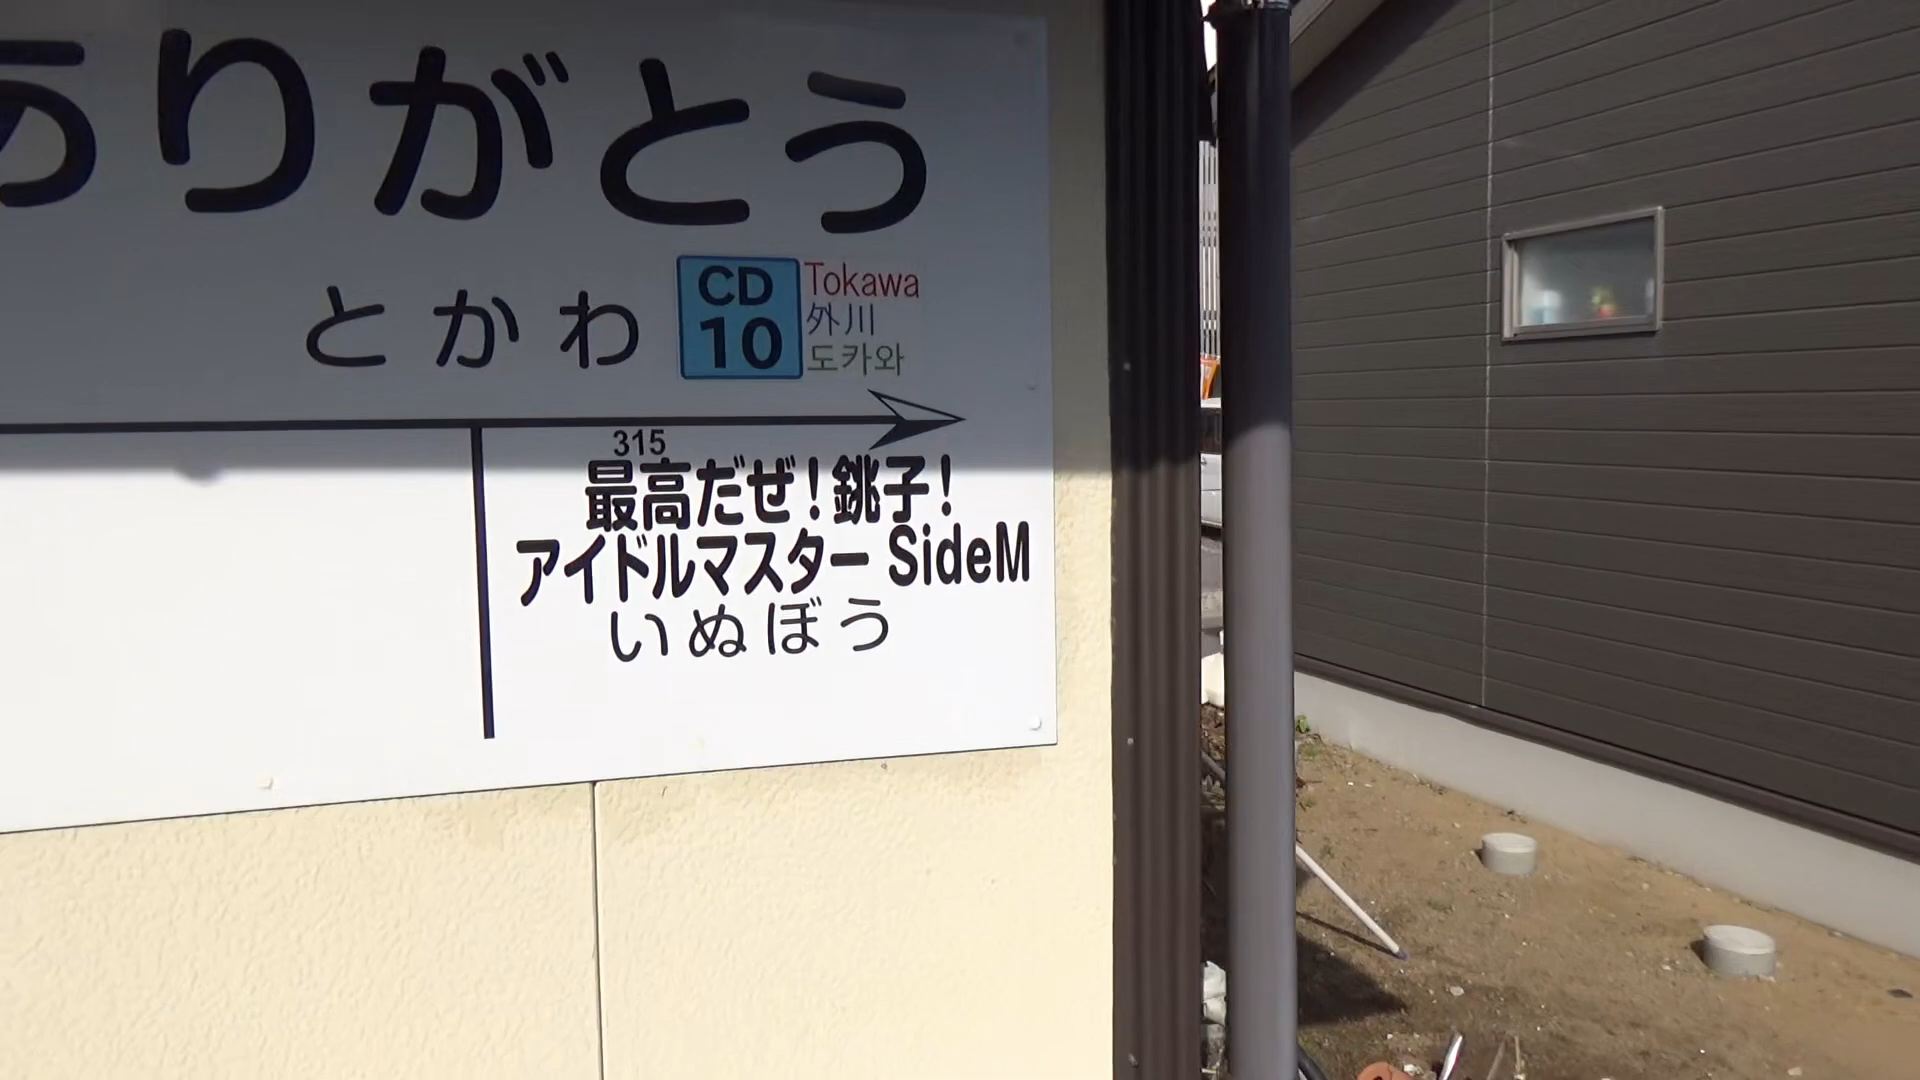 ありがとう
とかわ
CD
10
Tokawa
外川
도카와
315
最高だぜ!銚子!
アイドルマスター SideM
いぬぼう